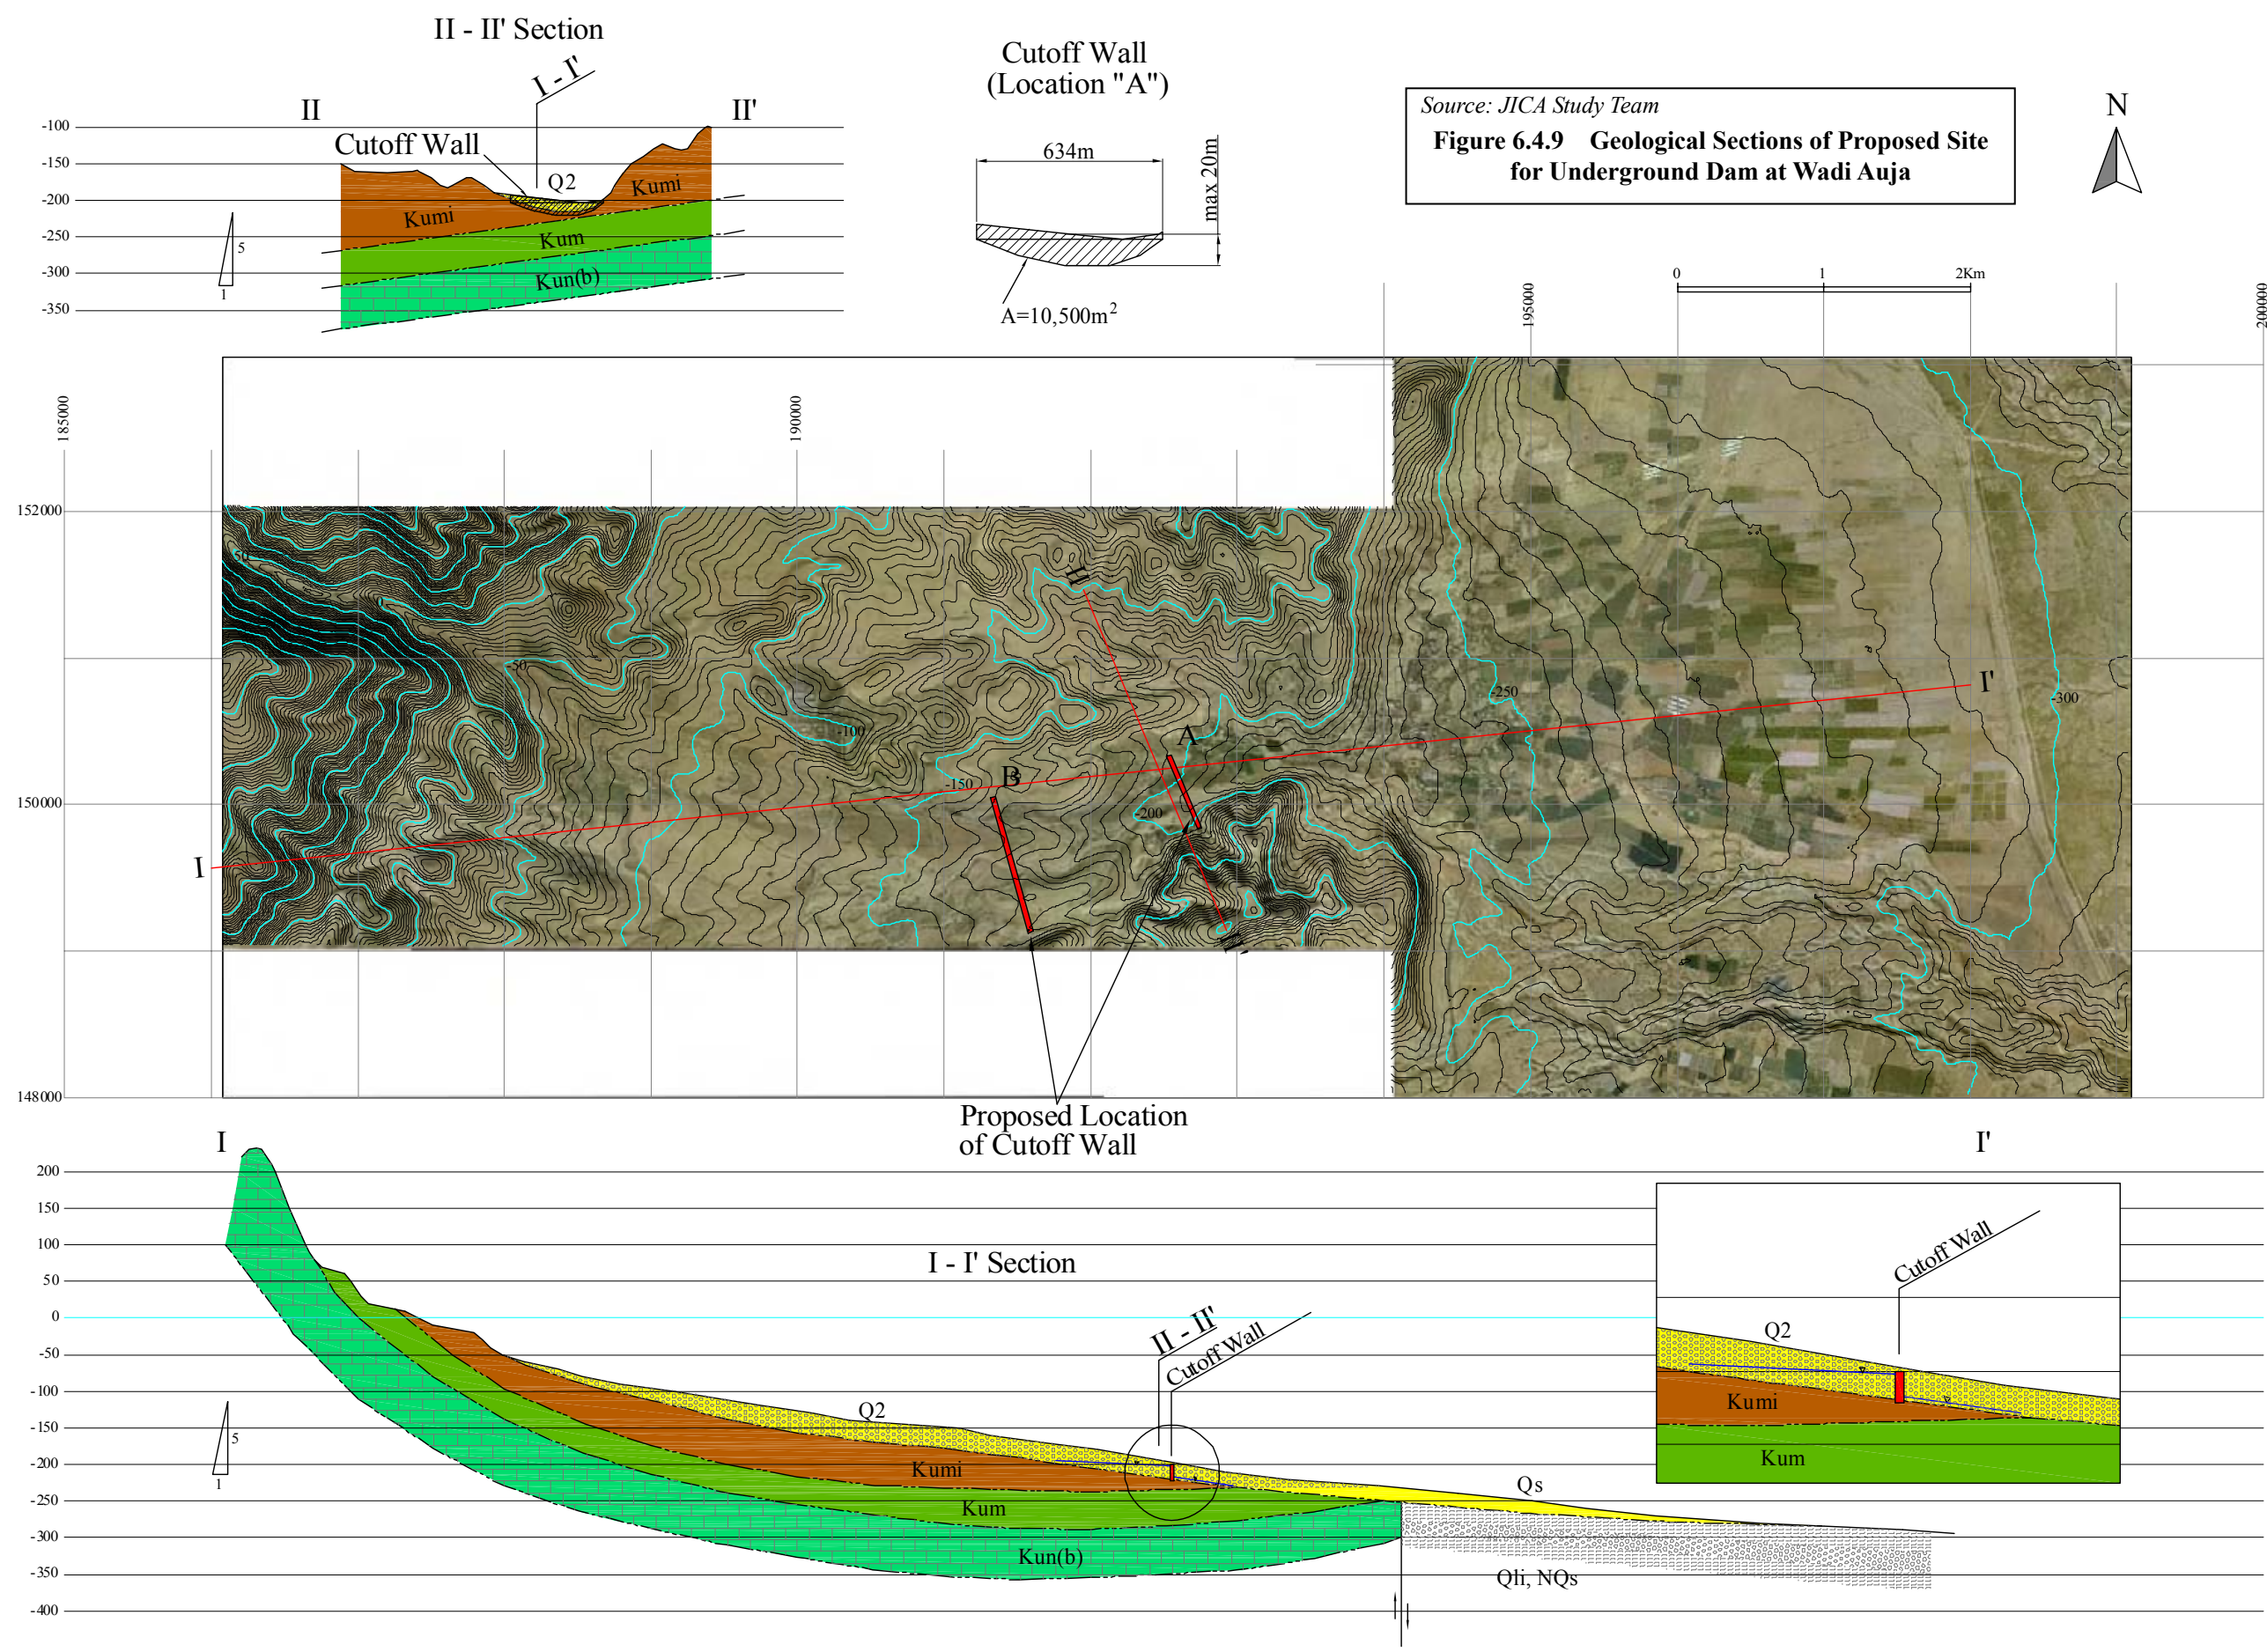 II - II' Section
I - I'
II
II'
Cutoff Wall
-100
-150
-200
-250
-300
-350
Q2
Kumi
Kumi
Kum
Kun(b)
5
1
Cutoff Wall
(Location "A")
634m
max 20m
A=10,500m2
Source: JICA Study Team
Figure 6.4.9 Geological Sections of Proposed Site
for Underground Dam at Wadi Auja
N
0 1 2Km
185000
190000
195000
200000
152000
150000
148000
50
0
-50
-100
-150
-200
-250
-300
II
II'
A
B
I
I'
Proposed Location
of Cutoff Wall
I
I'
200
150
100
50
0
-50
-100
-150
-200
-250
-300
-350
-400
I - I' Section
II - II'
Cutoff Wall
Q2
Kumi
Kum
Kun(b)
Qs
Qli, NQs
5
1
Cutoff Wall
Q2
Kumi
Kum